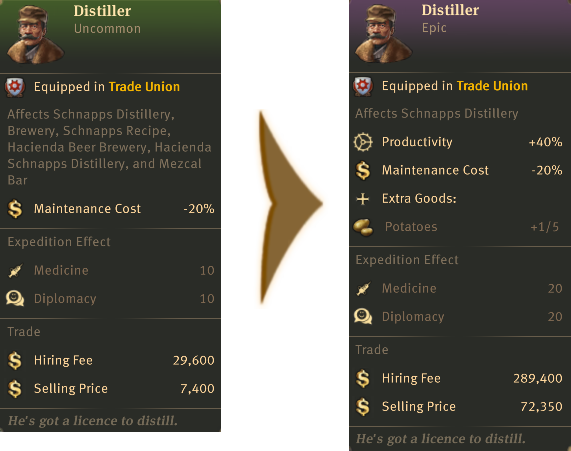 Distiller
Uncommon
Equipped in Trade Union
Affects Schnapps Distillery,
Brewery, Schnapps Recipe,
Hacienda Beer Brewery, Hacienda
Schnapps Distillery, and Mezcal
Bar
Maintenance Cost -20%
Expedition Effect
Medicine 10
Diplomacy 10
Trade
Hiring Fee 29,600
Selling Price 7,400
He's got a licence to distill.
Distiller
Epic
Equipped in Trade Union
Affects Schnapps Distillery
Productivity +40%
Maintenance Cost -20%
Extra Goods:
Potatoes +1/5
Expedition Effect
Medicine 20
Diplomacy 20
Trade
Hiring Fee 289,400
Selling Price 72,350
He's got a licence to distill.